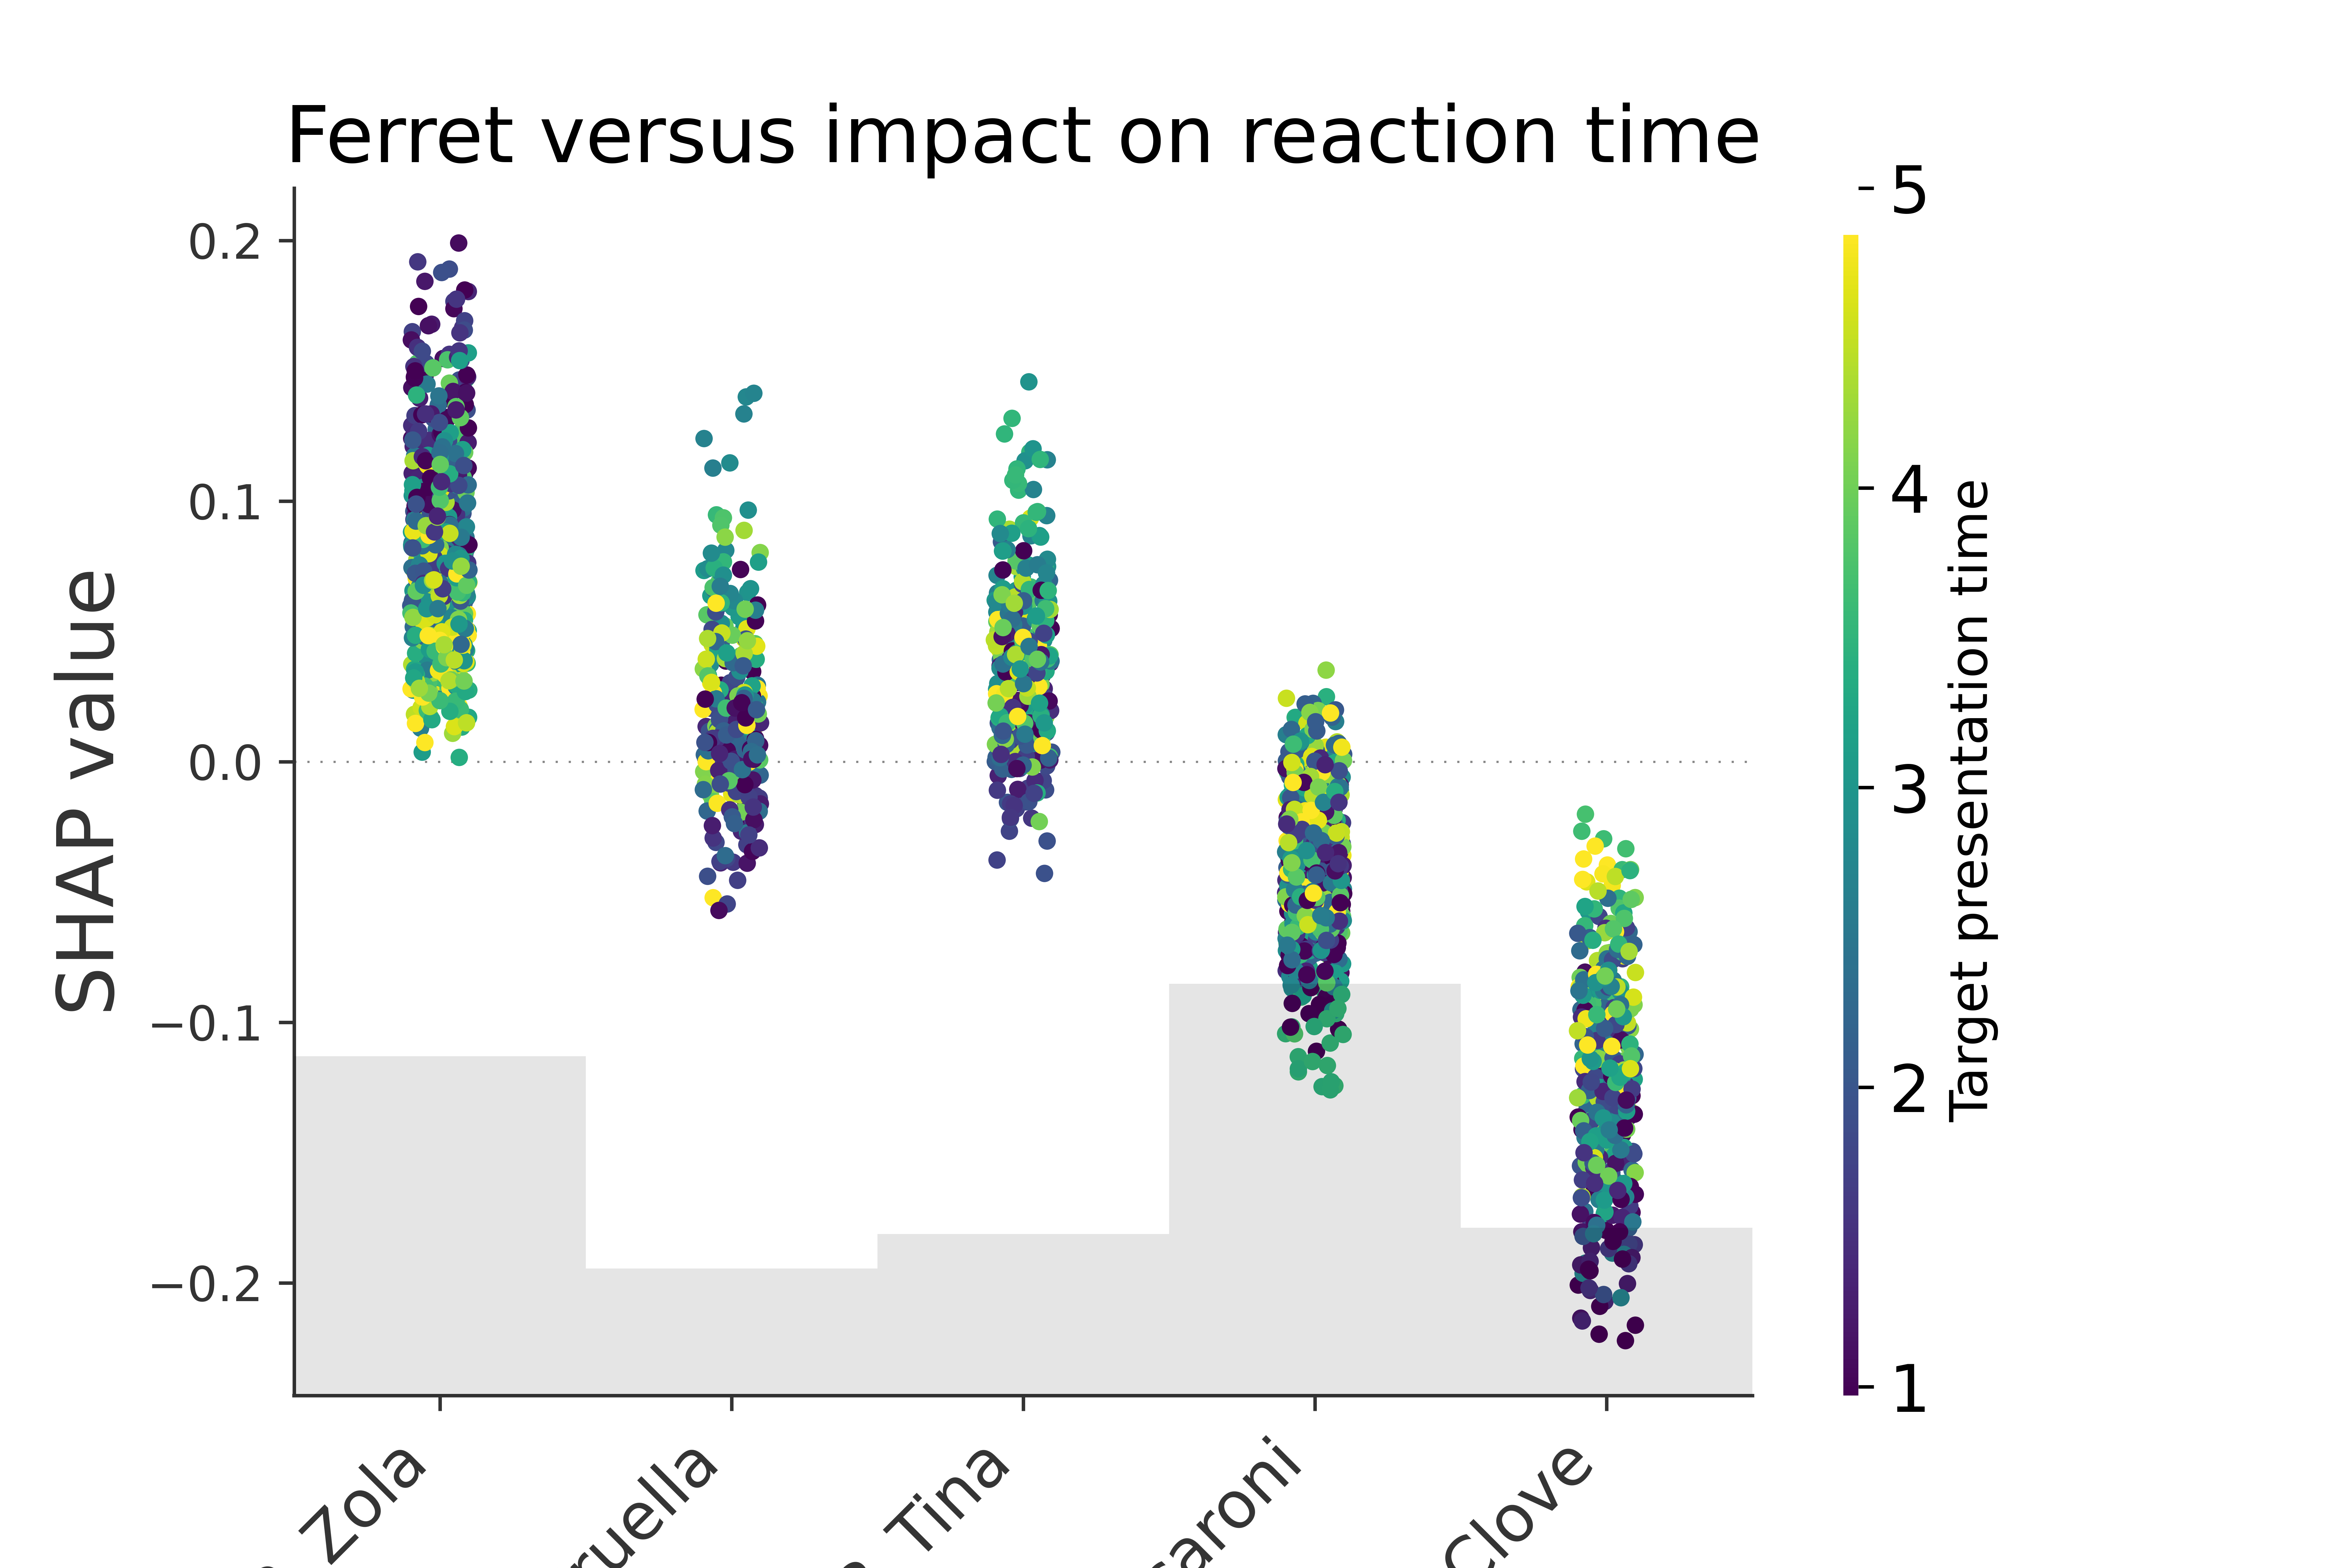 Ferret versus impact on reaction time
SHAP value
0.2
0.1
0.0
−0.1
−0.2
Zola
ruella
Tina
saroni
Clove
5
4
3
2
1
Target presentation time